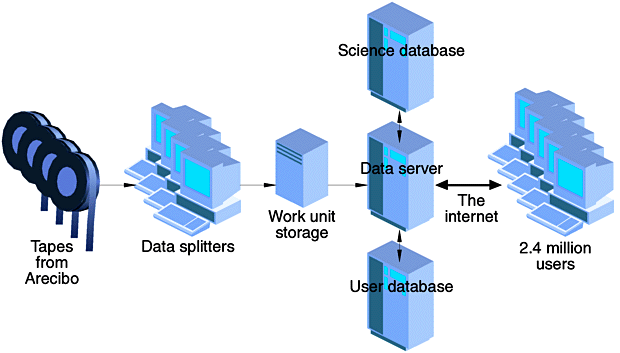 Science database
Data server
User database
Tapes
from
Arecibo
Data splitters
Work unit
storage
The
internet
2.4 million
users